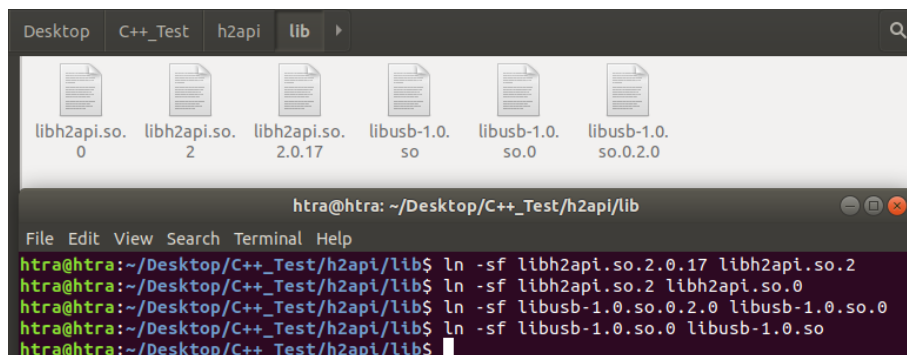 Desktop C++_Test h2api lib
libh2api.so. libh2api.so. libh2api.so. libusb-1.0. libusb-1.0. libusb-1.0.
0 2 2.0.17 so so.0 so.0.2.0
htra@htra: ~/Desktop/C++_Test/h2api/lib
File Edit View Search Terminal Help
htra@htra:~/Desktop/C++_Test/h2api/lib$ ln -sf libh2api.so.2.0.17 libh2api.so.2
htra@htra:~/Desktop/C++_Test/h2api/lib$ ln -sf libh2api.so.2 libh2api.so.0
htra@htra:~/Desktop/C++_Test/h2api/lib$ ln -sf libusb-1.0.so.0.2.0 libusb-1.0.so.0
htra@htra:~/Desktop/C++_Test/h2api/lib$ ln -sf libusb-1.0.so.0 libusb-1.0.so
htra@htra:~/Desktop/C++_Test/h2api/lib$